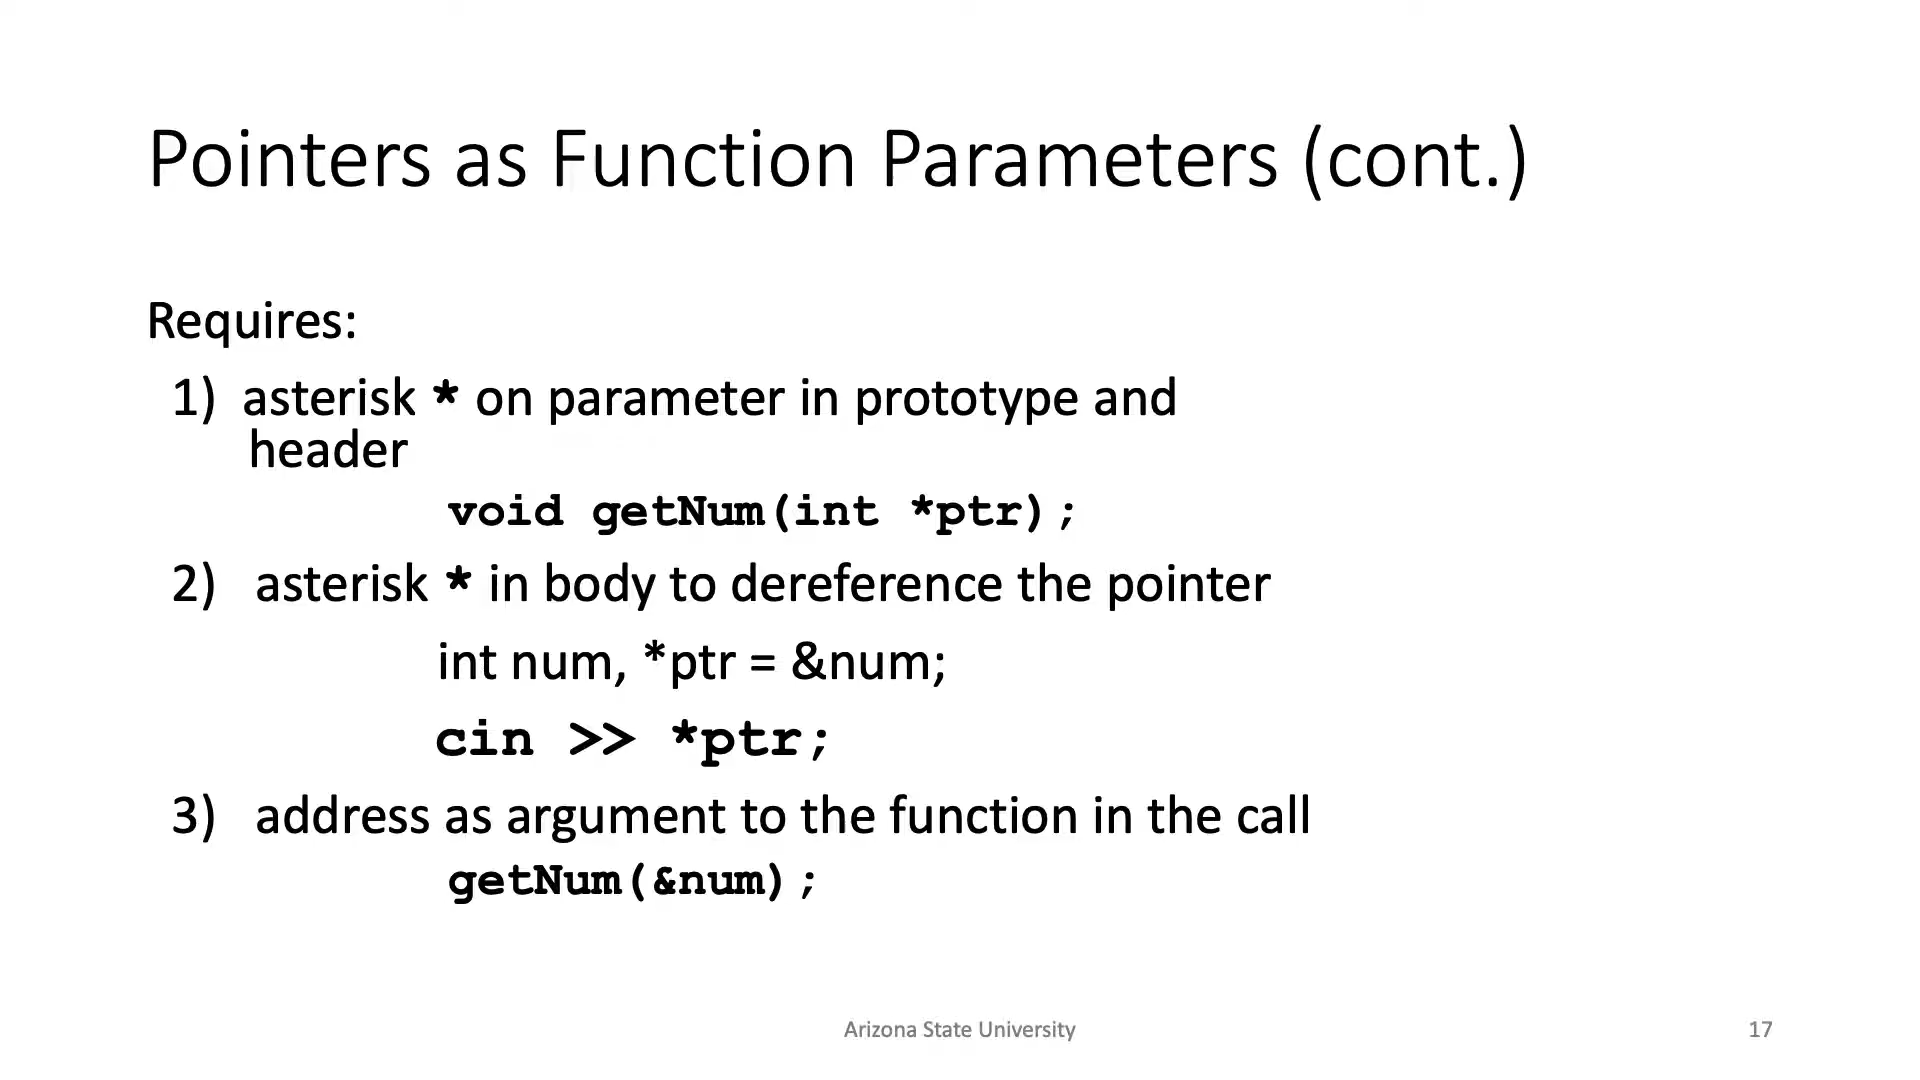 Pointers as Function Parameters (cont.)
Requires:
1) asterisk * on parameter in prototype and
header
void getNum(int *ptr);
2) asterisk * in body to dereference the pointer
int num, *ptr = &num;
cin >> *ptr;
3) address as argument to the function in the call
getNum(&num);
Arizona State University
17